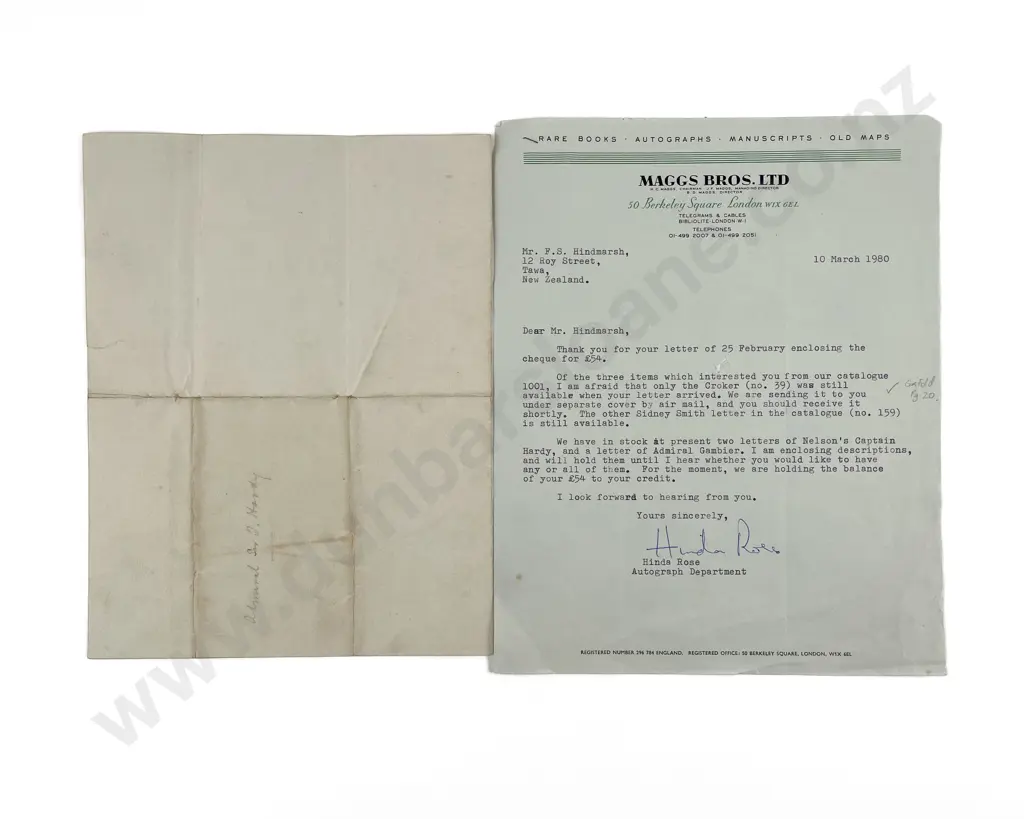 Admiral Sir T. Hardy
RARE BOOKS · AUTOGRAPHS · MANUSCRIPTS · OLD MAPS
MAGGS BROS. LTD
50 Berkeley Square London W1X 6EL
TELEGRAMS & CABLES
BIBLIOLITE·LONDON·W·1
TELEPHONES
01-499 2007 & 01-499 2051
Mr. F.S. Hindmarsh,
12 Roy Street,
Tawa,
New Zealand.
10 March 1980
Dear Mr. Hindmarsh,
Thank you for your letter of 25 February enclosing the
cheque for £54.
Of the three items which interested you from our catalogue
1001, I am afraid that only the Croker (no. 39) was still
available when your letter arrived. We are sending it to you
under separate cover by air mail, and you should receive it
shortly. The other Sidney Smith letter in the catalogue (no. 159)
is still available.
We have in stock at present two letters of Nelson's Captain
Hardy, and a letter of Admiral Gambier. I am enclosing descriptions,
and will hold them until I hear whether you would like to have
any or all of them. For the moment, we are holding the balance
of your £54 to your credit.
I look forward to hearing from you.
Yours sincerely,
Hinda Rose
Hinda Rose
Autograph Department
REGISTERED NUMBER 296 784 ENGLAND. REGISTERED OFFICE: 50 BERKELEY SQUARE, LONDON, W1X 6EL